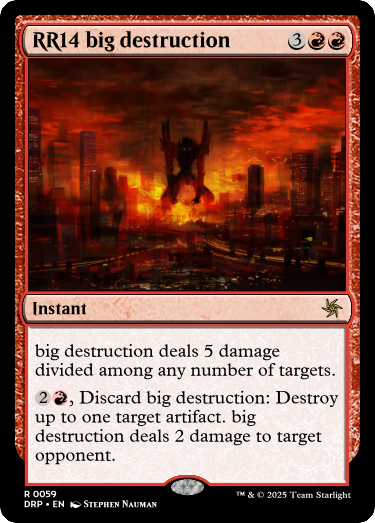 RR14 big destruction 3
Instant
big destruction deals 5 damage
divided among any number of targets.
2, Discard big destruction: Destroy
up to one target artifact. big
destruction deals 2 damage to target
opponent.
R 0059
DRP • EN Stephen Nauman
™ & © 2025 Team Starlight